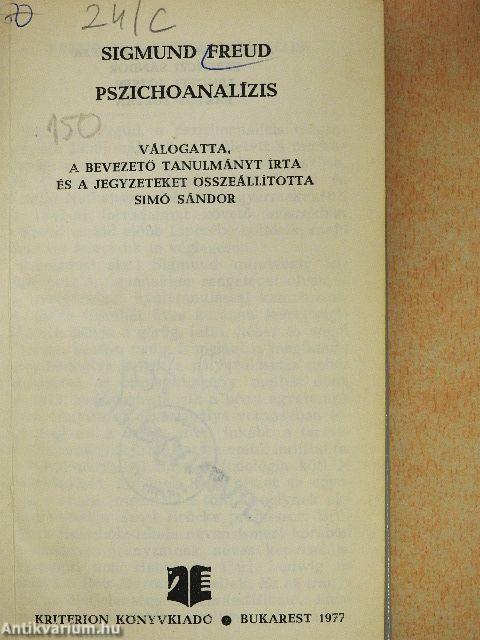 24/C
SIGMUND FREUD
PSZICHOANALÍZIS
150
VÁLOGATTA,
A BEVEZETŐ TANULMÁNYT ÍRTA
ÉS A JEGYZETEKET ÖSSZEÁLLÍTOTTA
SIMÓ SÁNDOR
KRITERION KÖNYVKIADÓ ● BUKAREST 1977
Antikvarium.hu